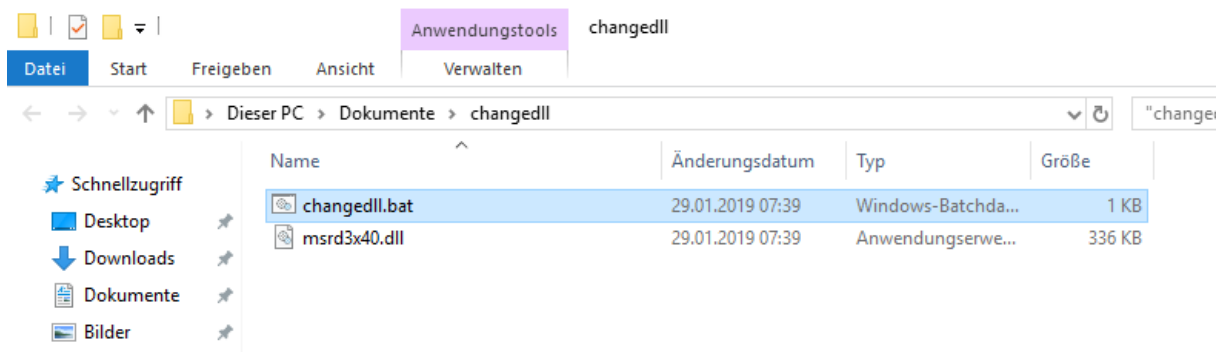 Anwendungstools changedll
Datei Start Freigeben Ansicht Verwalten
Dieser PC > Dokumente > changedll "change
Name Änderungsdatum Typ Größe
Schnellzugriff
changedll.bat 29.01.2019 07:39 Windows-Batchda... 1 KB
Desktop
msrd3x40.dll 29.01.2019 07:39 Anwendungserwe... 336 KB
Downloads
Dokumente
Bilder